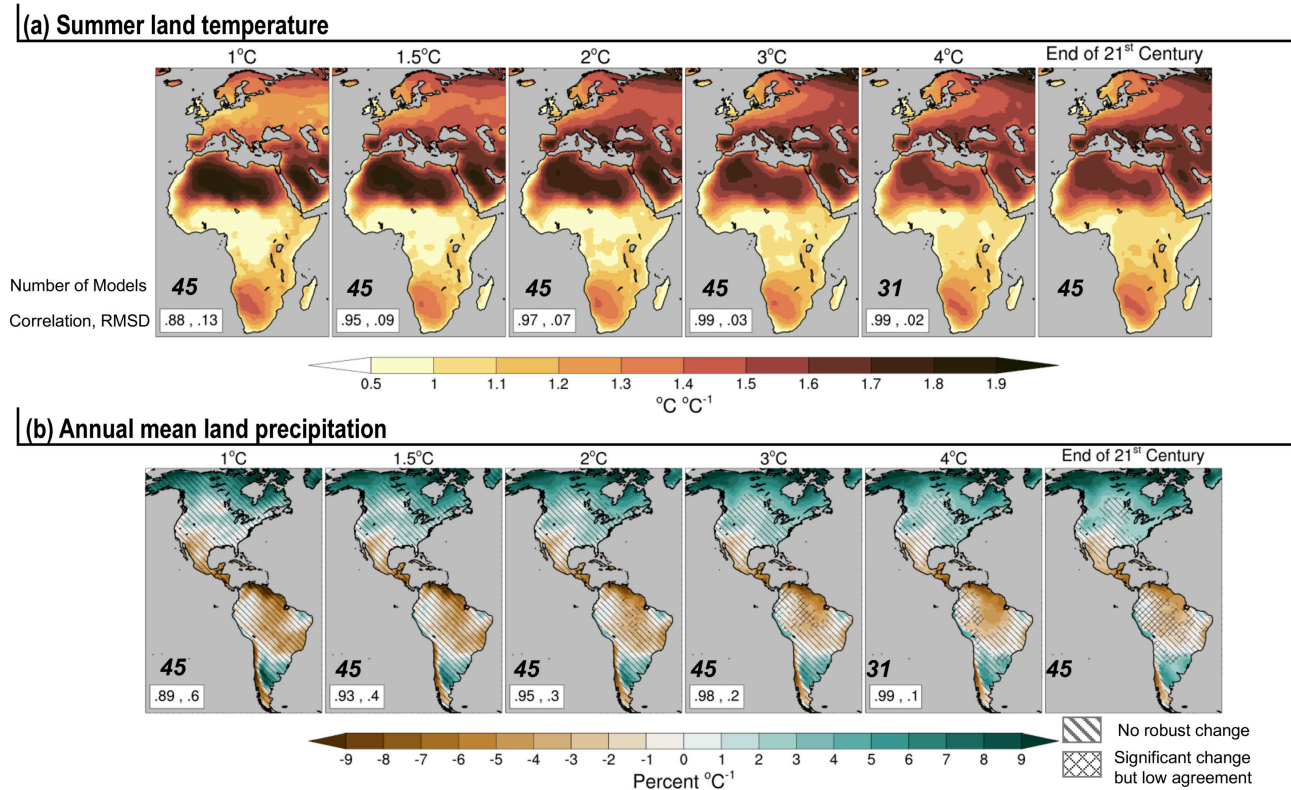 (a) Summer land temperature
1°C 1.5°C 2°C 3°C 4°C End of 21st Century
Number of Models 45 45 45 45 31 45
Correlation, RMSD .88 , .13 .95 , .09 .97 , .07 .99 , .03 .99 , .02
0.5 1 1.1 1.2 1.3 1.4 1.5 1.6 1.7 1.8 1.9
°C °C-1
(b) Annual mean land precipitation
1°C 1.5°C 2°C 3°C 4°C End of 21st Century
45 45 45 45 31 45
.89 , .6 .93 , .4 .95 , .3 .98 , .2 .99 , .1
-9 -8 -7 -6 -5 -4 -3 -2 -1 0 1 2 3 4 5 6 7 8 9
Percent °C-1
No robust change
Significant change
but low agreement